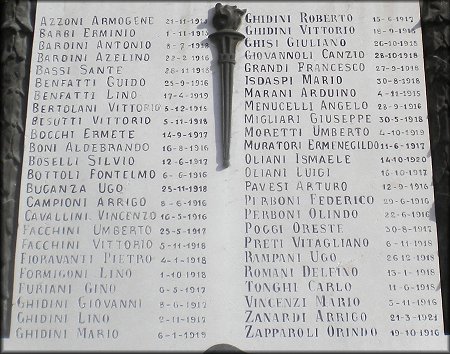 AZZONI ARMOGENE 21-11-1918
BARBI ERMINIO 1-11-1915
BARDINI ANTONIO 8-7-1918
BARDINI AZELINO 22-2-1916
BASSI SANTE 28-11-1918
BENFATTI GUIDO 25-9-1916
BENFATTI LINO 17-4-1919
BERTOLANI VITTORIO 3-12-1915
BESUTTI VITTORIO 5-11-1918
BOCCHI ERMETE 14-9-1917
BONI ALDEBRANDO 16-8-1915
BOSELLI SILVIO 12-6-1917
BOTTOLI FONTELMO 6-6-1916
BUGANZA UGO 25-11-1918
CAMPIONI ARRIGO 8-6-1916
CAVALLINI VINCENZO 16-5-1916
FACCHINI UMBERTO 25-5-1917
FACCHINI VITTORIO 5-11-1918
FIORAVANTI PIETRO 4-1-1918
FORMIGONI LINO 1-10-1918
FURIANI GINO 6-5-1917
GHIDINI GIOVANNI 8-6-1917
GHIDINI LINO 2-11-1917
GHIDINI MARIO 6-1-1919
GHIDINI ROBERTO 15-6-1917
GHIDINI VITTORIO 18-9-1918
GHISI GIULIANO 26-10-1918
GIOVANNOLI CANZIO 28-10-1918
GRANDI FRANCESCO 27-9-1918
ISOASPI MARIO 30-8-1918
MARANI ARDUINO 4-11-1918
MENUCELLI ANGELO 28-9-1916
MIGLIARI GIUSEPPE 30-5-1918
MORETTI UMBERTO 4-10-1919
MURATORI ERMENEGILDO 11-6-1917
OLIANI ISMAELE 14-10-1920
OLIANI LUIGI 16-10-1917
PAVESI ARTURO 12-9-1918
PIRBONI FEDERICO 29-6-1916
PERBONI OLINDO 22-6-1916
POGGI ORESTE 30-8-1917
PRETI VITAGLIANO 6-11-1918
RAMPANI UGO 26-12-1918
ROMANI DELFINO 13-1-1918
TONGHI CARLO 11-6-1918
VINCENZI MARIO 5-11-1916
ZANARDI ARRIGO 21-3-1921
ZAPPAROLI ORINDO 19-10-1916